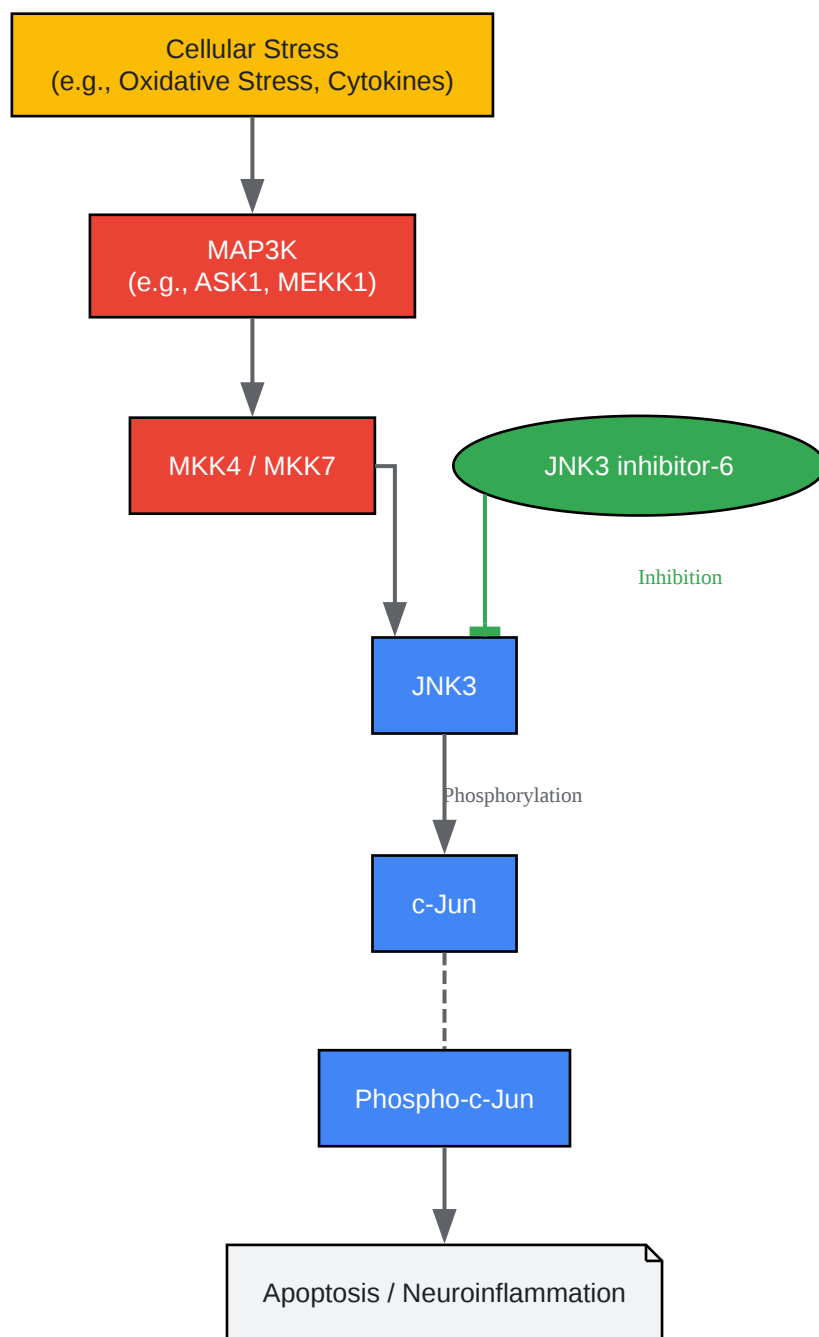 Cellular Stress
(e.g., Oxidative Stress, Cytokines)
MAP3K
(e.g., ASK1, MEKK1)
MKK4 / MKK7
JNK3 inhibitor-6
Inhibition
JNK3
Phosphorylation
c-Jun
Phospho-c-Jun
Apoptosis / Neuroinflammation